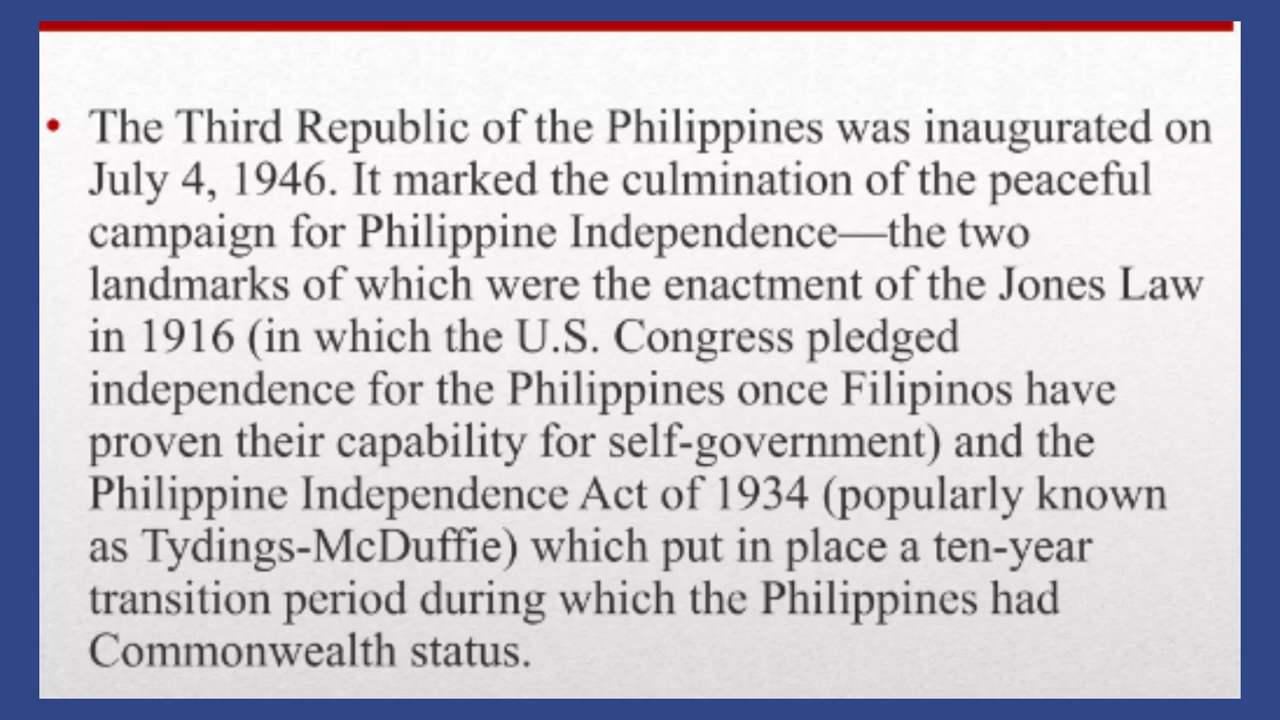 • The Third Republic of the Philippines was inaugurated on
July 4, 1946. It marked the culmination of the peaceful
campaign for Philippine Independence—the two
landmarks of which were the enactment of the Jones Law
in 1916 (in which the U.S. Congress pledged
independence for the Philippines once Filipinos have
proven their capability for self-government) and the
Philippine Independence Act of 1934 (popularly known
as Tydings-McDuffie) which put in place a ten-year
transition period during which the Philippines had
Commonwealth status.